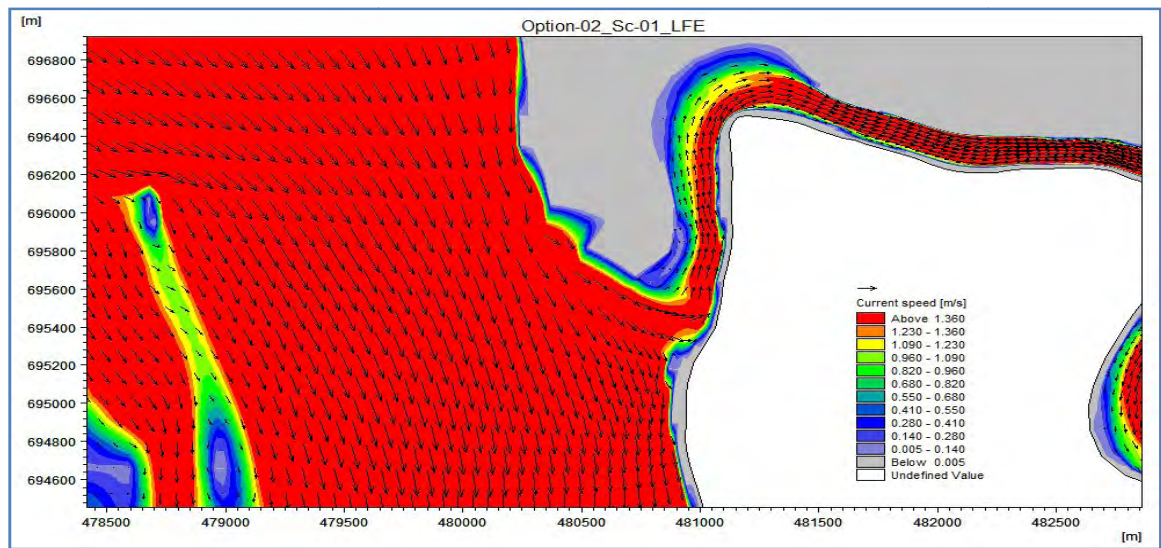 [m]
Option-02_Sc-01_LFE
696800
696600
696400
696200
696000
695800
695600
695400
695200
695000
694800
694600
Current speed [m/s]
Above 1.360
1.230 - 1.360
1.090 - 1.230
0.960 - 1.090
0.820 - 0.960
0.680 - 0.820
0.550 - 0.680
0.410 - 0.550
0.280 - 0.410
0.140 - 0.280
0.005 - 0.140
Below 0.005
Undefined Value
478500 479000 479500 480000 480500 481000 481500 482000 482500
[m]